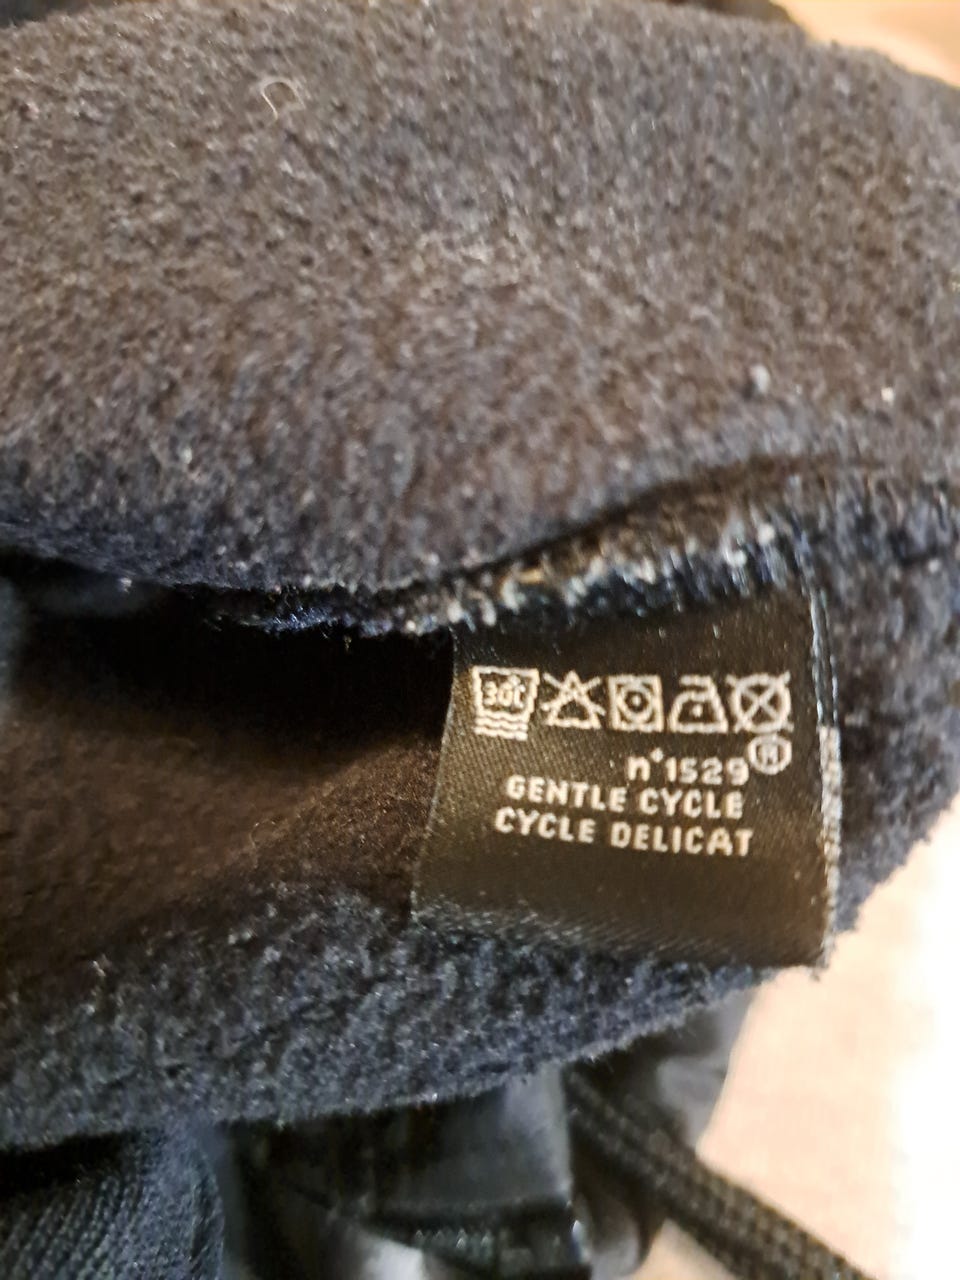 30°C
n°1529
GENTLE CYCLE
CYCLE DELICAT